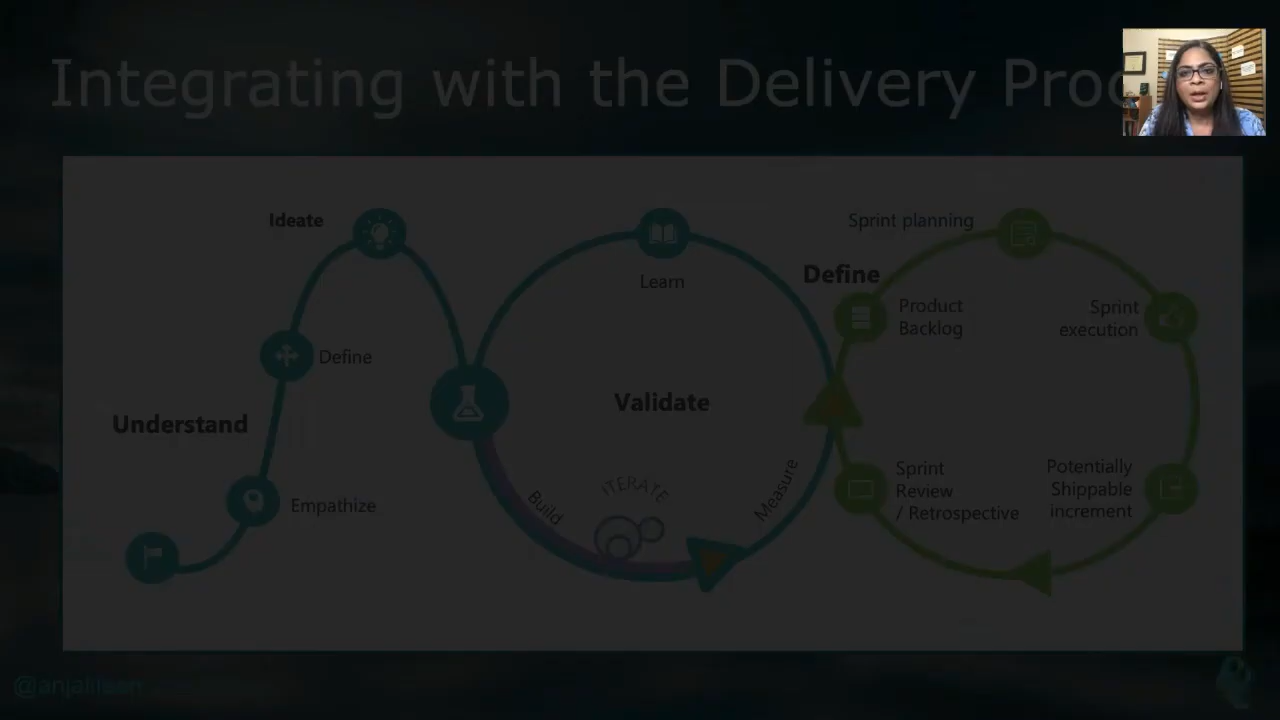 Integrating with the Delivery
Ideate
Sprint planning
Define
Learn
Product
Backlog
Sprint
execution
Define
Understand
Validate
Empathize
ITERATE
Build
Measure
Sprint
Review
/ Retrospective
Potentially
Shippable
increment